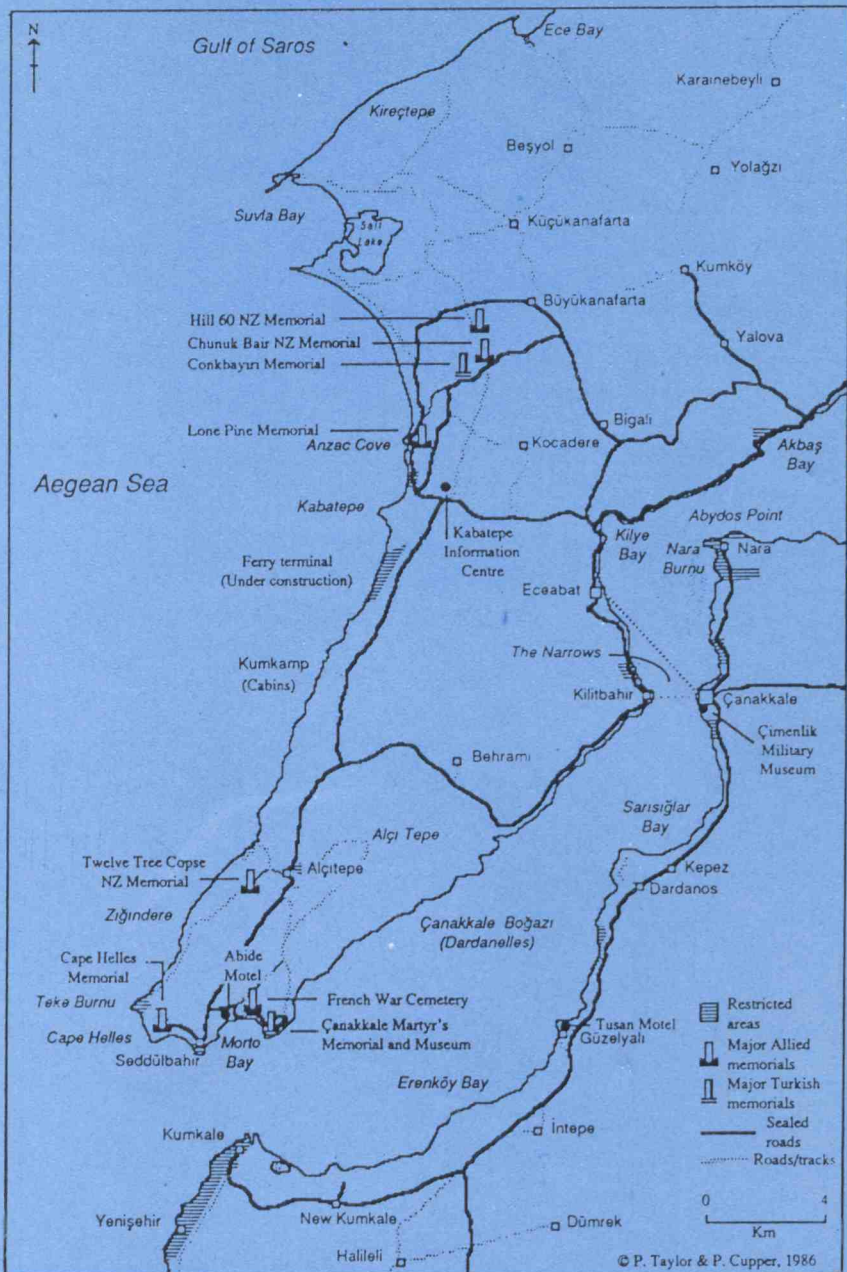 N
Gulf of Saros
Ece Bay
Karainebeyli
Kireçtepe
Beşyol
Yolağzı
Suvla Bay
Salt
Lake
Küçükanafarta
Kumköy
Büyükanafarta
Hill 60 NZ Memorial
Chunuk Bair NZ Memorial
Conkbayırı Memorial
Yalova
Lone Pine Memorial
Anzac Cove
Bigalı
Kocadere
Akbaş
Bay
Aegean Sea
Kabatepe
Kabatepe
Information
Centre
Kilye
Bay
Abydos Point
Nara
Burnu
Nara
Ferry terminal
(Under construction)
Eceabat
The Narrows
Kumkamp
(Cabins)
Kilitbahir
Çanakkale
Çimenlik
Military
Museum
Behramı
Sarısığlar
Bay
Alçı Tepe
Twelve Tree Copse
NZ Memorial
Alçıtepe
Kepez
Dardanos
Zığındere
Çanakkale Boğazı
(Dardanelles)
Cape Helles
Memorial
Abide
Motel
French War Cemetery
Teke Burnu
Cape Helles
Seddülbahir
Morto
Bay
Çanakkale Martyr's
Memorial and Museum
Tusan Motel
Güzelyalı
Restricted
areas
Major Allied
memorials
Major Turkish
memorials
Sealed
roads
Roads/tracks
Erenköy Bay
Kumkale
İntepe
Yenişehir
New Kumkale
Dümrek
Halileli
0 4
Km
© P. Taylor & P. Cupper, 1986